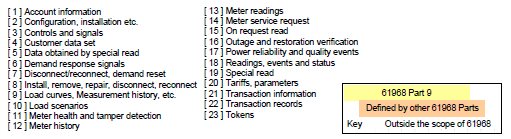 [ 1 ] Account information
[ 2 ] Configuration, installation etc.
[ 3 ] Controls and signals
[ 4 ] Customer data set
[ 5 ] Data obtained by special read
[ 6 ] Demand response signals
[ 7 ] Disconnect/reconnect, demand reset
[ 8 ] Install, remove, repair, disconnect, reconnect
[ 9 ] Load curves, Measurement history, etc.
[ 10 ] Load scenarios
[ 11 ] Meter health and tamper detection
[ 12 ] Meter history
[ 13 ] Meter readings
[ 14 ] Meter service request
[ 15 ] On request read
[ 16 ] Outage and restoration verification
[ 17 ] Power reliability and quality events
[ 18 ] Readings, events and status
[ 19 ] Special read
[ 20 ] Tariffs, parameters
[ 21 ] Transaction information
[ 22 ] Transaction records
[ 23 ] Tokens
61968 Part 9
Defined by other 61968 Parts
Key Outside the scope of 61968